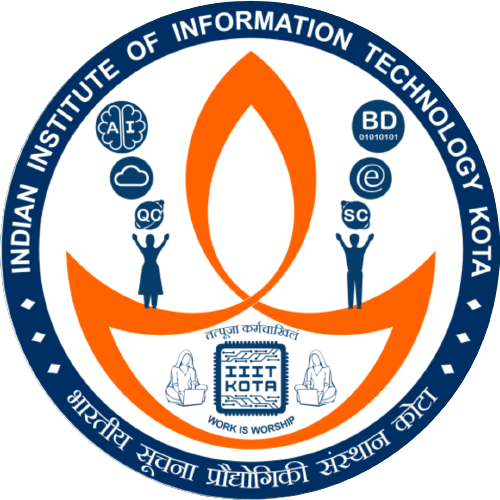 INDIAN INSTITUTE OF INFORMATION TECHNOLOGY KOTA
AI
BD
01010101
e
QC
SC
तत्पूजा कर्मचाखिलं
IIIT
KOTA
WORK IS WORSHIP
भारतीय सूचना प्रौद्योगिकी संस्थान कोटा